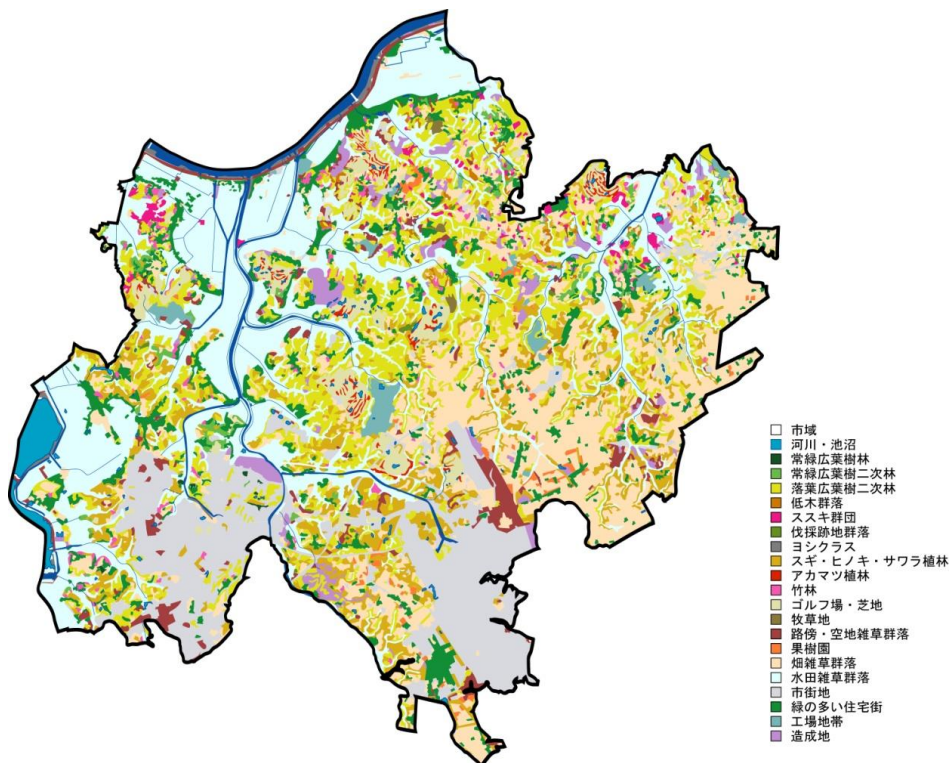 市域
河川・池沼
常緑広葉樹林
常緑広葉樹二次林
落葉広葉樹二次林
低木群落
ススキ群団
伐採跡地群落
ヨシクラス
スギ・ヒノキ・サワラ植林
アカマツ植林
竹林
ゴルフ場・芝地
牧草地
路傍・空地雑草群落
果樹園
畑雑草群落
水田雑草群落
市街地
緑の多い住宅街
工場地帯
造成地